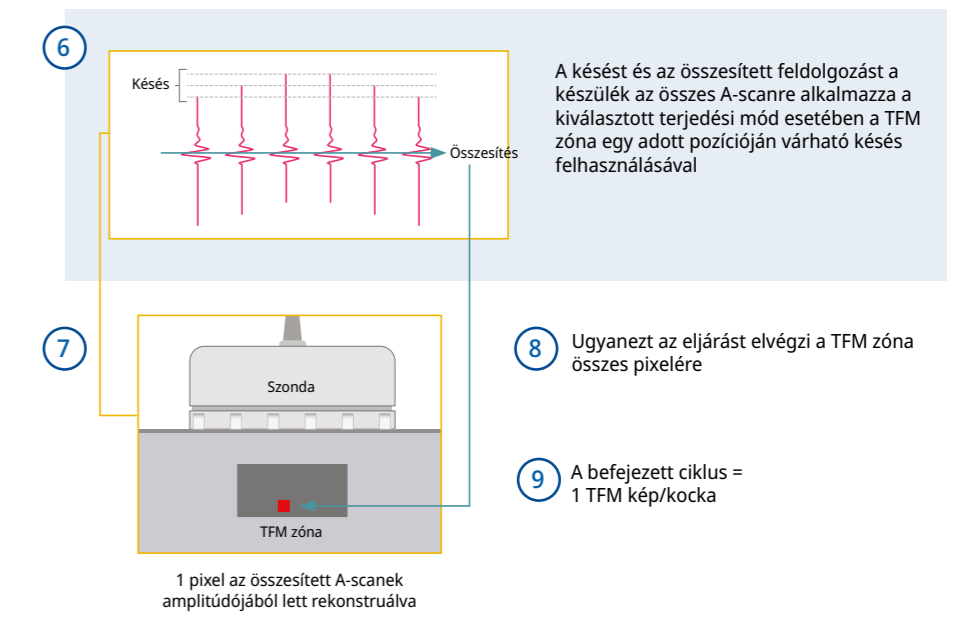 6
Késés
Összesítés
A késést és az összesített feldolgozást a
készülék az összes A-scanre alkalmazza a
kiválasztott terjedési mód esetében a TFM
zóna egy adott pozícióján várható késés
felhasználásával
7
Szonda
TFM zóna
1 pixel az összesített A-scanek
amplitúdójából lett rekonstruálva
8
Ugyanezt az eljárást elvégzi a TFM zóna
összes pixelére
9
A befejezett ciklus =
1 TFM kép/kocka